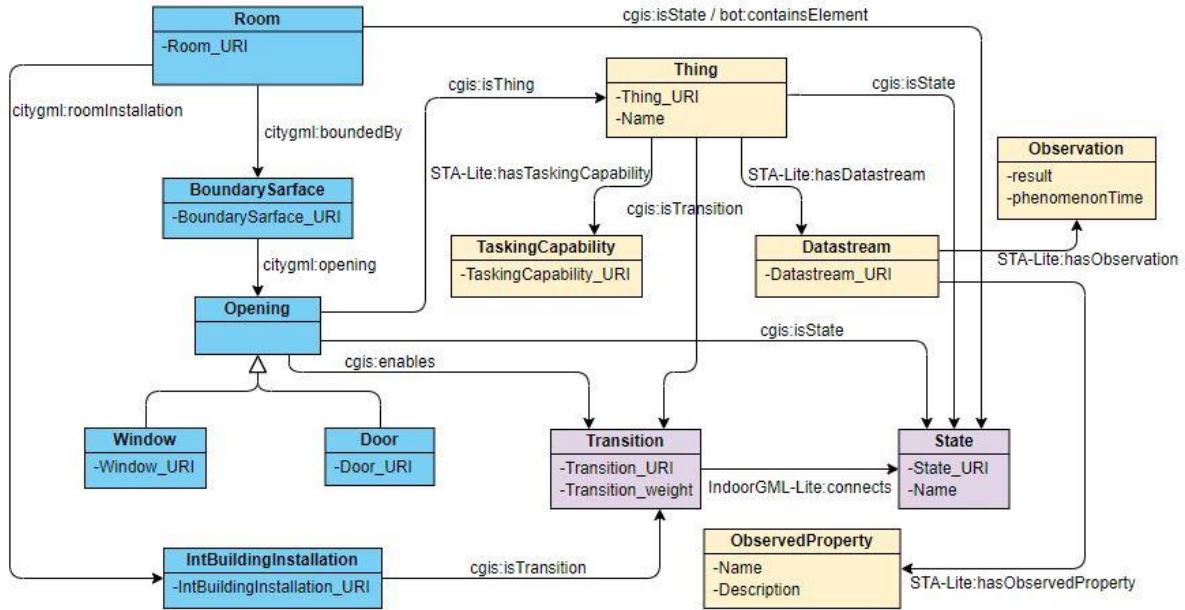 Room
-Room_URI
cgis:isState / bot:containsElement
Thing
-Thing_URI
-Name
cgis:isThing
cgis:isState
citygml:roomInstallation
citygml:boundedBy
Observation
-result
-phenomenonTime
STA-Lite:hasTaskingCapability
STA-Lite:hasDatastream
cgis:isTransition
BoundarySarface
-BoundarySarface_URI
TaskingCapability
-TaskingCapability_URI
Datastream
-Datastream_URI
STA-Lite:hasObservation
citygml:opening
Opening
cgis:isState
cgis:enables
Window
-Window_URI
Door
-Door_URI
Transition
-Transition_URI
-Transition_weight
State
-State_URI
-Name
IndoorGML-Lite:connects
IntBuildingInstallation
-IntBuildingInstallation_URI
cgis:isTransition
ObservedProperty
-Name
-Description
STA-Lite:hasObservedProperty